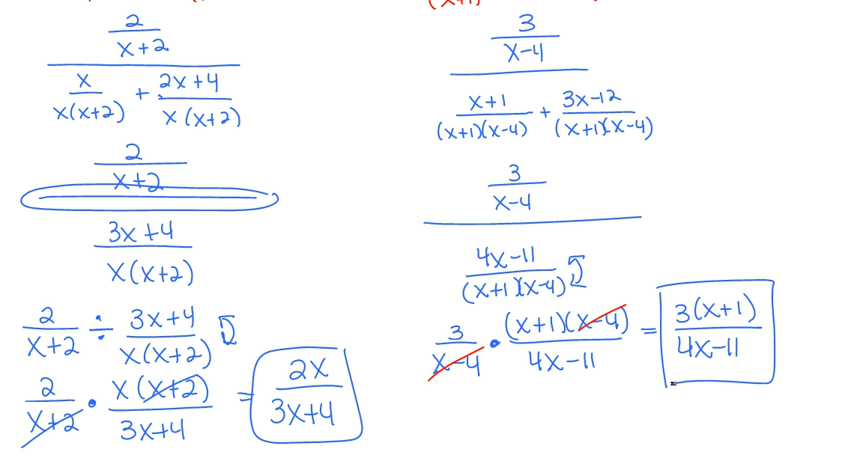 (x+1)
2
x+2
x/x(x+2) + 2x+4/x(x+2)
2
x+2
3x+4
x(x+2)
2/x+2 ÷ 3x+4/x(x+2)
2/x+2 • x(x+2)/3x+4 = 2x/3x+4
3
x-4
x+1/(x+1)(x-4) + 3x-12/(x+1)(x-4)
3
x-4
4x-11
(x+1)(x-4)
3/x-4 • (x+1)(x-4)/4x-11 = 3(x+1)/4x-11